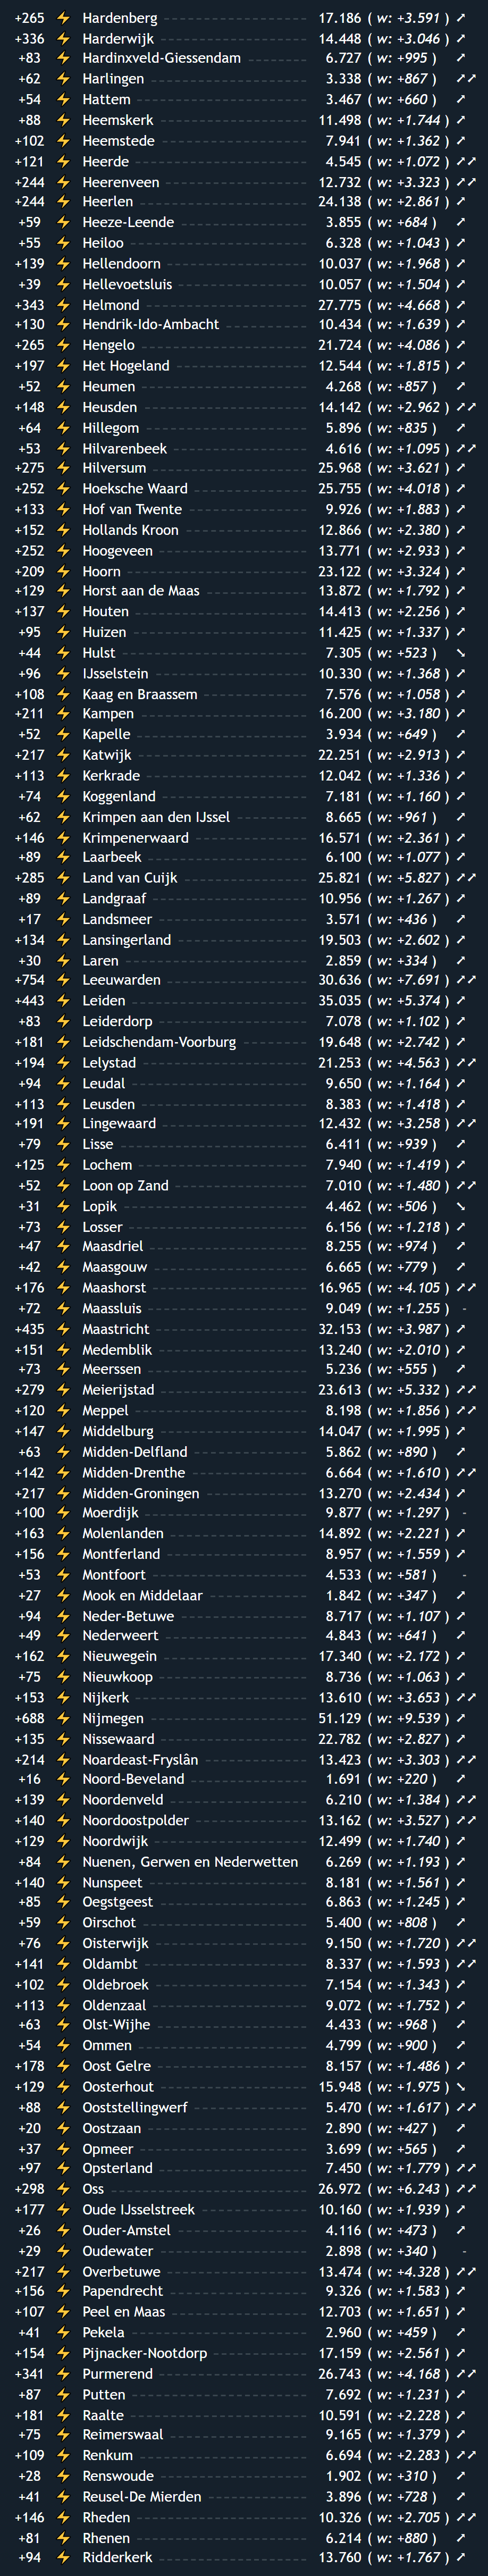 +265 ⚡ Hardenberg 17.186 ( w: +3.591 ) ➚
+336 ⚡ Harderwijk 14.448 ( w: +3.046 ) ➚
+83 ⚡ Hardinxveld-Giessendam 6.727 ( w: +995 ) ➚
+62 ⚡ Harlingen 3.338 ( w: +867 ) ➚➚
+54 ⚡ Hattem 3.467 ( w: +660 ) ➚
+88 ⚡ Heemskerk 11.498 ( w: +1.744 ) ➚
+102 ⚡ Heemstede 7.941 ( w: +1.362 ) ➚
+121 ⚡ Heerde 4.545 ( w: +1.072 ) ➚➚
+244 ⚡ Heerenveen 12.732 ( w: +3.323 ) ➚➚
+244 ⚡ Heerlen 24.138 ( w: +2.861 ) ➚
+59 ⚡ Heeze-Leende 3.855 ( w: +684 ) ➚
+55 ⚡ Heiloo 6.328 ( w: +1.043 ) ➚
+139 ⚡ Hellendoorn 10.037 ( w: +1.968 ) ➚
+39 ⚡ Hellevoetsluis 10.057 ( w: +1.504 ) ➚
+343 ⚡ Helmond 27.775 ( w: +4.668 ) ➚
+130 ⚡ Hendrik-Ido-Ambacht 10.434 ( w: +1.639 ) ➚
+265 ⚡ Hengelo 21.724 ( w: +4.086 ) ➚
+197 ⚡ Het Hogeland 12.544 ( w: +1.815 ) ➚
+52 ⚡ Heumen 4.268 ( w: +857 ) ➚
+148 ⚡ Heusden 14.142 ( w: +2.962 ) ➚➚
+64 ⚡ Hillegom 5.896 ( w: +835 ) ➚
+53 ⚡ Hilvarenbeek 4.616 ( w: +1.095 ) ➚➚
+275 ⚡ Hilversum 25.968 ( w: +3.621 ) ➚
+252 ⚡ Hoeksche Waard 25.755 ( w: +4.018 ) ➚
+133 ⚡ Hof van Twente 9.926 ( w: +1.883 ) ➚
+152 ⚡ Hollands Kroon 12.866 ( w: +2.380 ) ➚
+252 ⚡ Hoogeveen 13.771 ( w: +2.933 ) ➚
+209 ⚡ Hoorn 23.122 ( w: +3.324 ) ➚
+129 ⚡ Horst aan de Maas 13.872 ( w: +1.792 ) ➚
+137 ⚡ Houten 14.413 ( w: +2.256 ) ➚
+95 ⚡ Huizen 11.425 ( w: +1.337 ) ➚
+44 ⚡ Hulst 7.305 ( w: +523 ) ➘
+96 ⚡ IJsselstein 10.330 ( w: +1.368 ) ➚
+108 ⚡ Kaag en Braassem 7.576 ( w: +1.058 ) ➚
+211 ⚡ Kampen 16.200 ( w: +3.180 ) ➚
+52 ⚡ Kapelle 3.934 ( w: +649 ) ➚
+217 ⚡ Katwijk 22.251 ( w: +2.913 ) ➚
+113 ⚡ Kerkrade 12.042 ( w: +1.336 ) ➚
+74 ⚡ Koggenland 7.181 ( w: +1.160 ) ➚
+62 ⚡ Krimpen aan den IJssel 8.665 ( w: +961 ) ➚
+146 ⚡ Krimpenerwaard 16.571 ( w: +2.361 ) ➚
+89 ⚡ Laarbeek 6.100 ( w: +1.077 ) ➚
+285 ⚡ Land van Cuijk 25.821 ( w: +5.827 ) ➚➚
+89 ⚡ Landgraaf 10.956 ( w: +1.267 ) ➚
+17 ⚡ Landsmeer 3.571 ( w: +436 ) ➚
+134 ⚡ Lansingerland 19.503 ( w: +2.602 ) ➚
+30 ⚡ Laren 2.859 ( w: +334 ) ➚
+754 ⚡ Leeuwarden 30.636 ( w: +7.691 ) ➚➚
+443 ⚡ Leiden 35.035 ( w: +5.374 ) ➚
+83 ⚡ Leiderdorp 7.078 ( w: +1.102 ) ➚
+181 ⚡ Leidschendam-Voorburg 19.648 ( w: +2.742 ) ➚
+194 ⚡ Lelystad 21.253 ( w: +4.563 ) ➚➚
+94 ⚡ Leudal 9.650 ( w: +1.164 ) ➚
+113 ⚡ Leusden 8.383 ( w: +1.418 ) ➚
+191 ⚡ Lingewaard 12.432 ( w: +3.258 ) ➚➚
+79 ⚡ Lisse 6.411 ( w: +939 ) ➚
+125 ⚡ Lochem 7.940 ( w: +1.419 ) ➚
+52 ⚡ Loon op Zand 7.010 ( w: +1.480 ) ➚➚
+31 ⚡ Lopik 4.462 ( w: +506 ) ➘
+73 ⚡ Losser 6.156 ( w: +1.218 ) ➚
+47 ⚡ Maasdriel 8.255 ( w: +974 ) ➚
+42 ⚡ Maasgouw 6.665 ( w: +779 ) ➚
+176 ⚡ Maashorst 16.965 ( w: +4.105 ) ➚➚
+72 ⚡ Maassluis 9.049 ( w: +1.255 ) -
+435 ⚡ Maastricht 32.153 ( w: +3.987 ) ➚
+151 ⚡ Medemblik 13.240 ( w: +2.010 ) ➚
+73 ⚡ Meerssen 5.236 ( w: +555 ) ➚
+279 ⚡ Meierijstad 23.613 ( w: +5.332 ) ➚➚
+120 ⚡ Meppel 8.198 ( w: +1.856 ) ➚➚
+147 ⚡ Middelburg 14.047 ( w: +1.995 ) ➚
+63 ⚡ Midden-Delfland 5.862 ( w: +890 ) ➚
+142 ⚡ Midden-Drenthe 6.664 ( w: +1.610 ) ➚➚
+217 ⚡ Midden-Groningen 13.270 ( w: +2.434 ) ➚
+100 ⚡ Moerdijk 9.877 ( w: +1.297 ) -
+163 ⚡ Molenlanden 14.892 ( w: +2.221 ) ➚
+156 ⚡ Montferland 8.957 ( w: +1.559 ) ➚
+53 ⚡ Montfoort 4.533 ( w: +581 ) -
+27 ⚡ Mook en Middelaar 1.842 ( w: +347 ) ➚
+94 ⚡ Neder-Betuwe 8.717 ( w: +1.107 ) ➚
+49 ⚡ Nederweert 4.843 ( w: +641 ) ➚
+162 ⚡ Nieuwegein 17.340 ( w: +2.172 ) ➚
+75 ⚡ Nieuwkoop 8.736 ( w: +1.063 ) ➚
+153 ⚡ Nijkerk 13.610 ( w: +3.653 ) ➚➚
+688 ⚡ Nijmegen 51.129 ( w: +9.539 ) ➚
+135 ⚡ Nissewaard 22.782 ( w: +2.827 ) ➚
+214 ⚡ Noardeast-Fryslân 13.423 ( w: +3.303 ) ➚➚
+16 ⚡ Noord-Beveland 1.691 ( w: +220 ) ➚
+139 ⚡ Noordenveld 6.210 ( w: +1.384 ) ➚➚
+140 ⚡ Noordoostpolder 13.162 ( w: +3.527 ) ➚➚
+129 ⚡ Noordwijk 12.499 ( w: +1.740 ) ➚
+84 ⚡ Nuenen, Gerwen en Nederwetten 6.269 ( w: +1.193 ) ➚
+140 ⚡ Nunspeet 8.181 ( w: +1.561 ) ➚
+85 ⚡ Oegstgeest 6.863 ( w: +1.245 ) ➚
+59 ⚡ Oirschot 5.400 ( w: +808 ) ➚
+76 ⚡ Oisterwijk 9.150 ( w: +1.720 ) ➚➚
+141 ⚡ Oldambt 8.337 ( w: +1.593 ) ➚➚
+102 ⚡ Oldebroek 7.154 ( w: +1.343 ) ➚
+113 ⚡ Oldenzaal 9.072 ( w: +1.752 ) ➚
+63 ⚡ Olst-Wijhe 4.433 ( w: +968 ) ➚
+54 ⚡ Ommen 4.799 ( w: +900 ) ➚
+178 ⚡ Oost Gelre 8.157 ( w: +1.486 ) ➚
+129 ⚡ Oosterhout 15.948 ( w: +1.975 ) ➘
+88 ⚡ Ooststellingwerf 5.470 ( w: +1.617 ) ➚➚
+20 ⚡ Oostzaan 2.890 ( w: +427 ) ➚
+37 ⚡ Opmeer 3.699 ( w: +565 ) ➚
+97 ⚡ Opsterland 7.450 ( w: +1.779 ) ➚➚
+298 ⚡ Oss 26.972 ( w: +6.243 ) ➚➚
+177 ⚡ Oude IJsselstreek 10.160 ( w: +1.939 ) ➚
+26 ⚡ Ouder-Amstel 4.116 ( w: +473 ) ➚
+29 ⚡ Oudewater 2.898 ( w: +340 ) -
+217 ⚡ Overbetuwe 13.474 ( w: +4.328 ) ➚➚
+156 ⚡ Papendrecht 9.326 ( w: +1.583 ) ➚
+107 ⚡ Peel en Maas 12.703 ( w: +1.651 ) ➚
+41 ⚡ Pekela 2.960 ( w: +459 ) ➚
+154 ⚡ Pijnacker-Nootdorp 17.159 ( w: +2.561 ) ➚
+341 ⚡ Purmerend 26.743 ( w: +4.168 ) ➚➚
+87 ⚡ Putten 7.692 ( w: +1.231 ) ➚
+181 ⚡ Raalte 10.591 ( w: +2.228 ) ➚
+75 ⚡ Reimerswaal 9.165 ( w: +1.379 ) ➚
+109 ⚡ Renkum 6.694 ( w: +2.283 ) ➚➚
+28 ⚡ Renswoude 1.902 ( w: +310 ) ➚
+41 ⚡ Reusel-De Mierden 3.896 ( w: +728 ) ➚
+146 ⚡ Rheden 10.326 ( w: +2.705 ) ➚➚
+81 ⚡ Rhenen 6.214 ( w: +880 ) ➚
+94 ⚡ Ridderkerk 13.760 ( w: +1.767 ) ➚